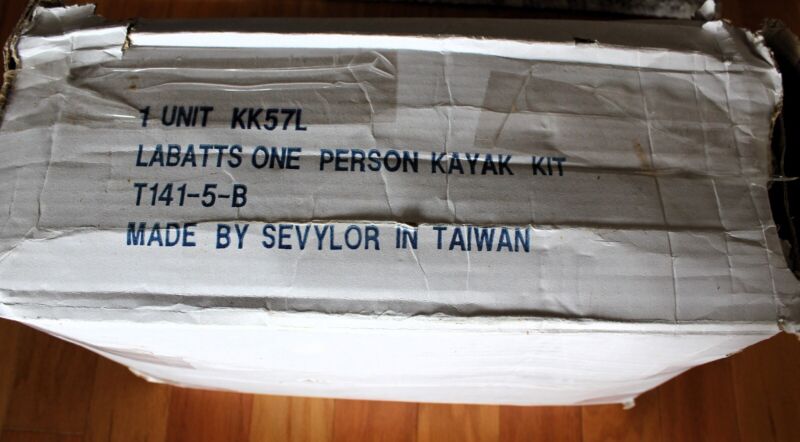 1 UNIT KK57L
LABATTS ONE PERSON KAYAK KIT
T141-5-B
MADE BY SEVYLOR IN TAIWAN